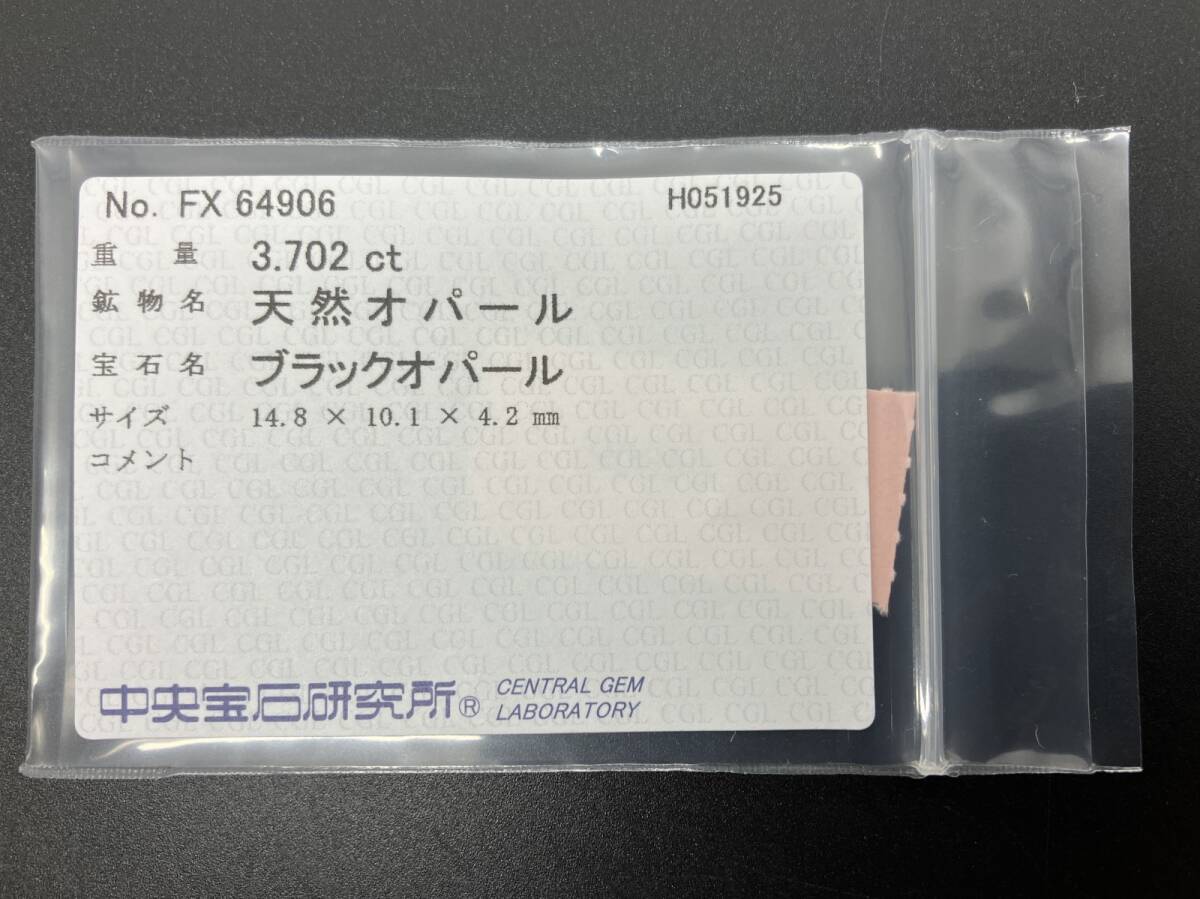 No. FX 64906 H051925
重量 3.702 ct
鉱物名 天然オパール
宝石名 ブラックオパール
サイズ 14.8 × 10.1 × 4.2 mm
コメント
中央宝石研究所® CENTRAL GEM
LABORATORY